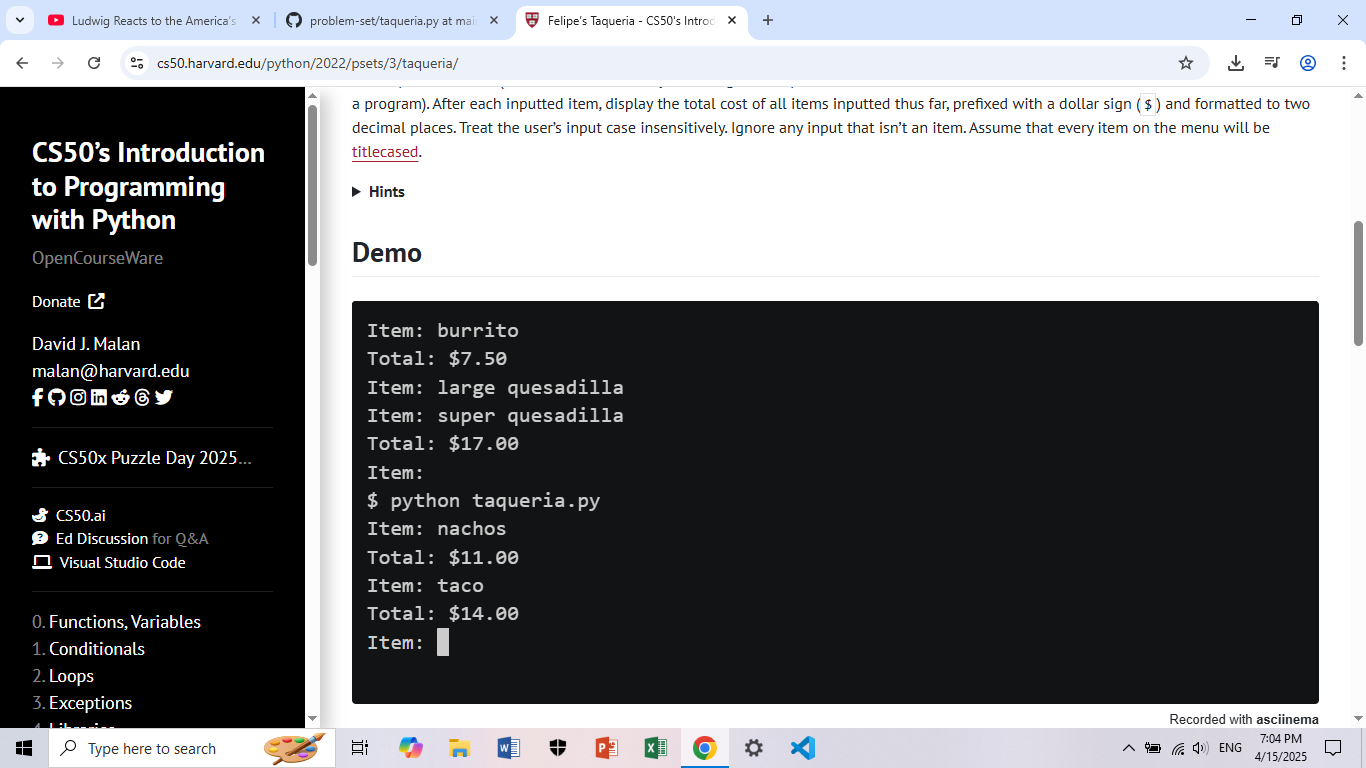 Ludwig Reacts to the America's
problem-set/taqueria.py at mai
Felipe's Taqueria - CS50's Introd
cs50.harvard.edu/python/2022/psets/3/taqueria/
CS50's Introduction
to Programming
with Python
OpenCourseWare
Donate
David J. Malan
malan@harvard.edu
CS50x Puzzle Day 2025...
CS50.ai
Ed Discussion for Q&A
Visual Studio Code
0. Functions, Variables
1. Conditionals
2. Loops
3. Exceptions
a program). After each inputted item, display the total cost of all items inputted thus far, prefixed with a dollar sign ($) and formatted to two
decimal places. Treat the user's input case insensitively. Ignore any input that isn't an item. Assume that every item on the menu will be
titlecased.
Hints
Demo
Item: burrito
Total: $7.50
Item: large quesadilla
Item: super quesadilla
Total: $17.00
Item:
$ python taqueria.py
Item: nachos
Total: $11.00
Item: taco
Total: $14.00
Item:
Recorded with asciinema
Type here to search
ENG
7:04 PM
4/15/2025